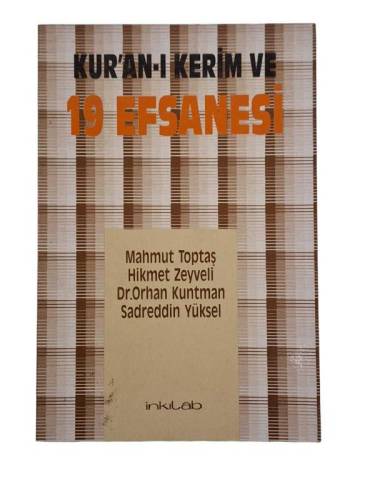 KUR'AN-I KERİM VE
19 EFSANESİ
Mahmut Toptaş
Hikmet Zeyveli
Dr.Orhan Kuntman
Sadreddin Yüksel
inkılâb